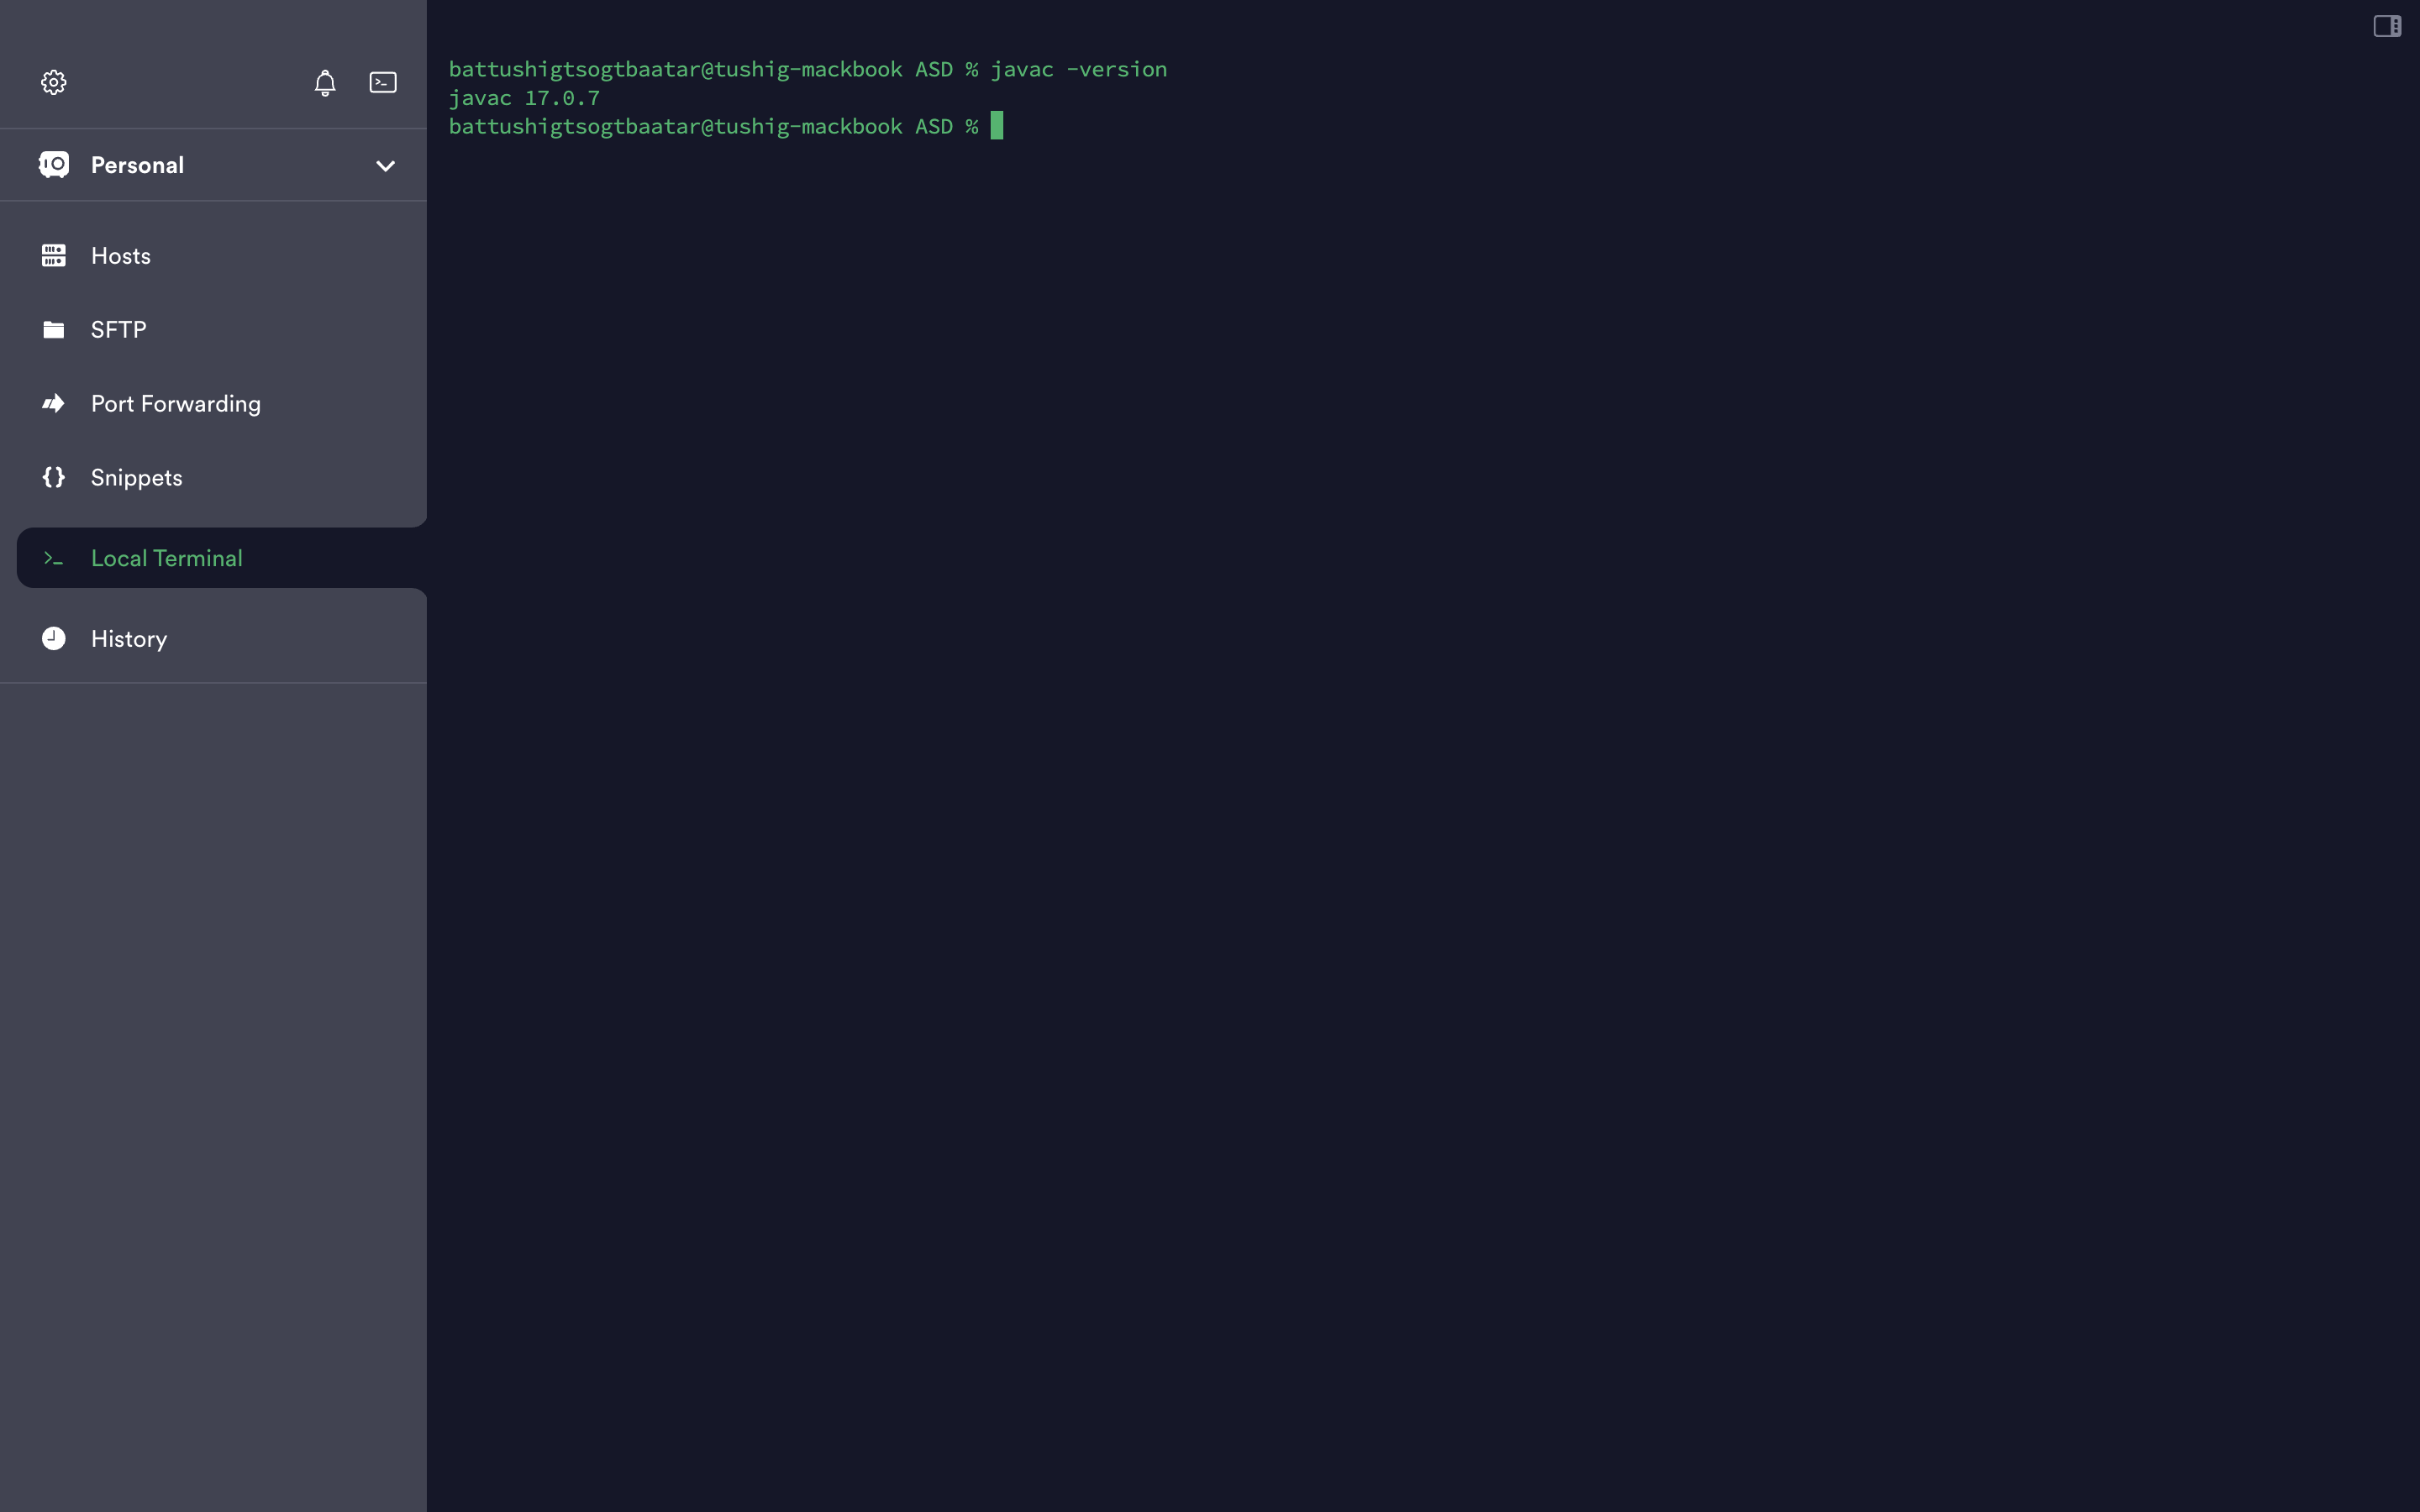 Personal
Hosts
SFTP
Port Forwarding
Snippets
Local Terminal
History
battushigtsogtbaatar@tushig-mackbook ASD % javac -version
javac 17.0.7
battushigtsogtbaatar@tushig-mackbook ASD %